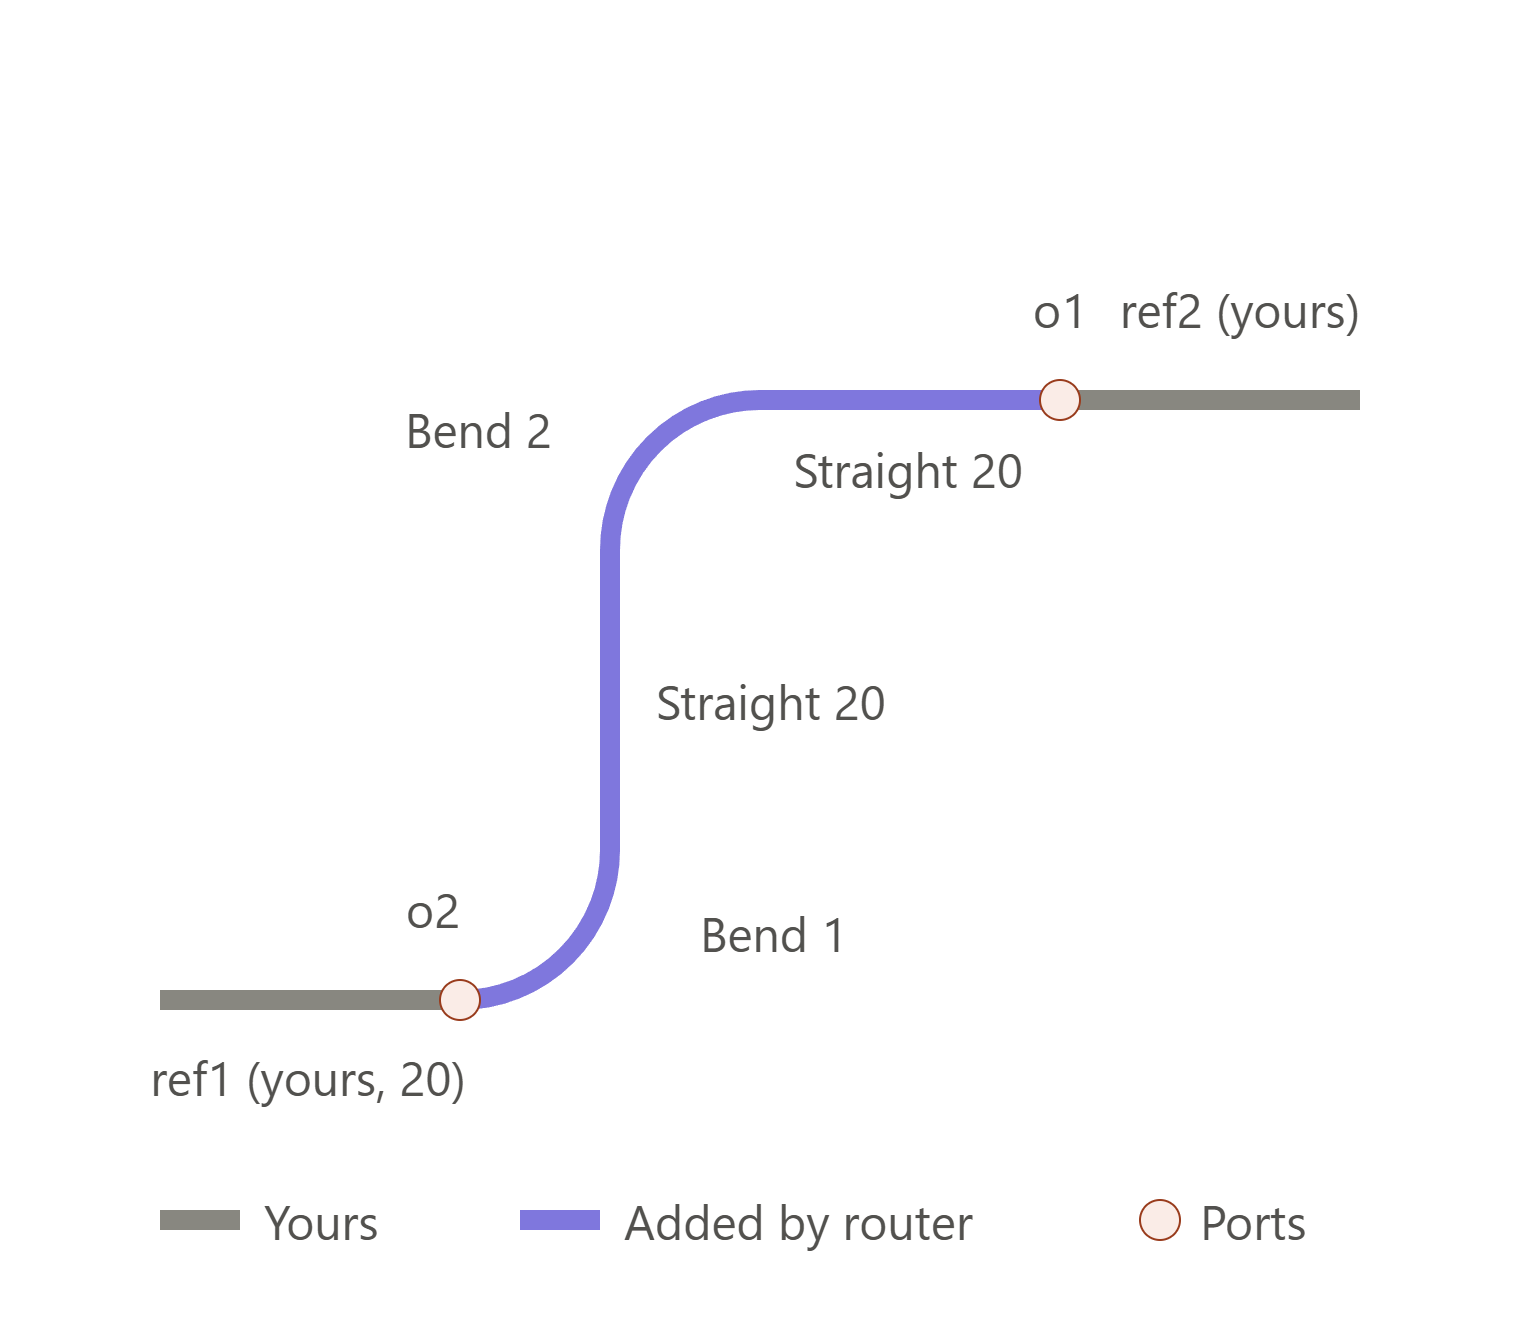 o1 ref2 (yours)
Bend 2
Straight 20
Straight 20
o2
Bend 1
ref1 (yours, 20)
Yours Added by router Ports